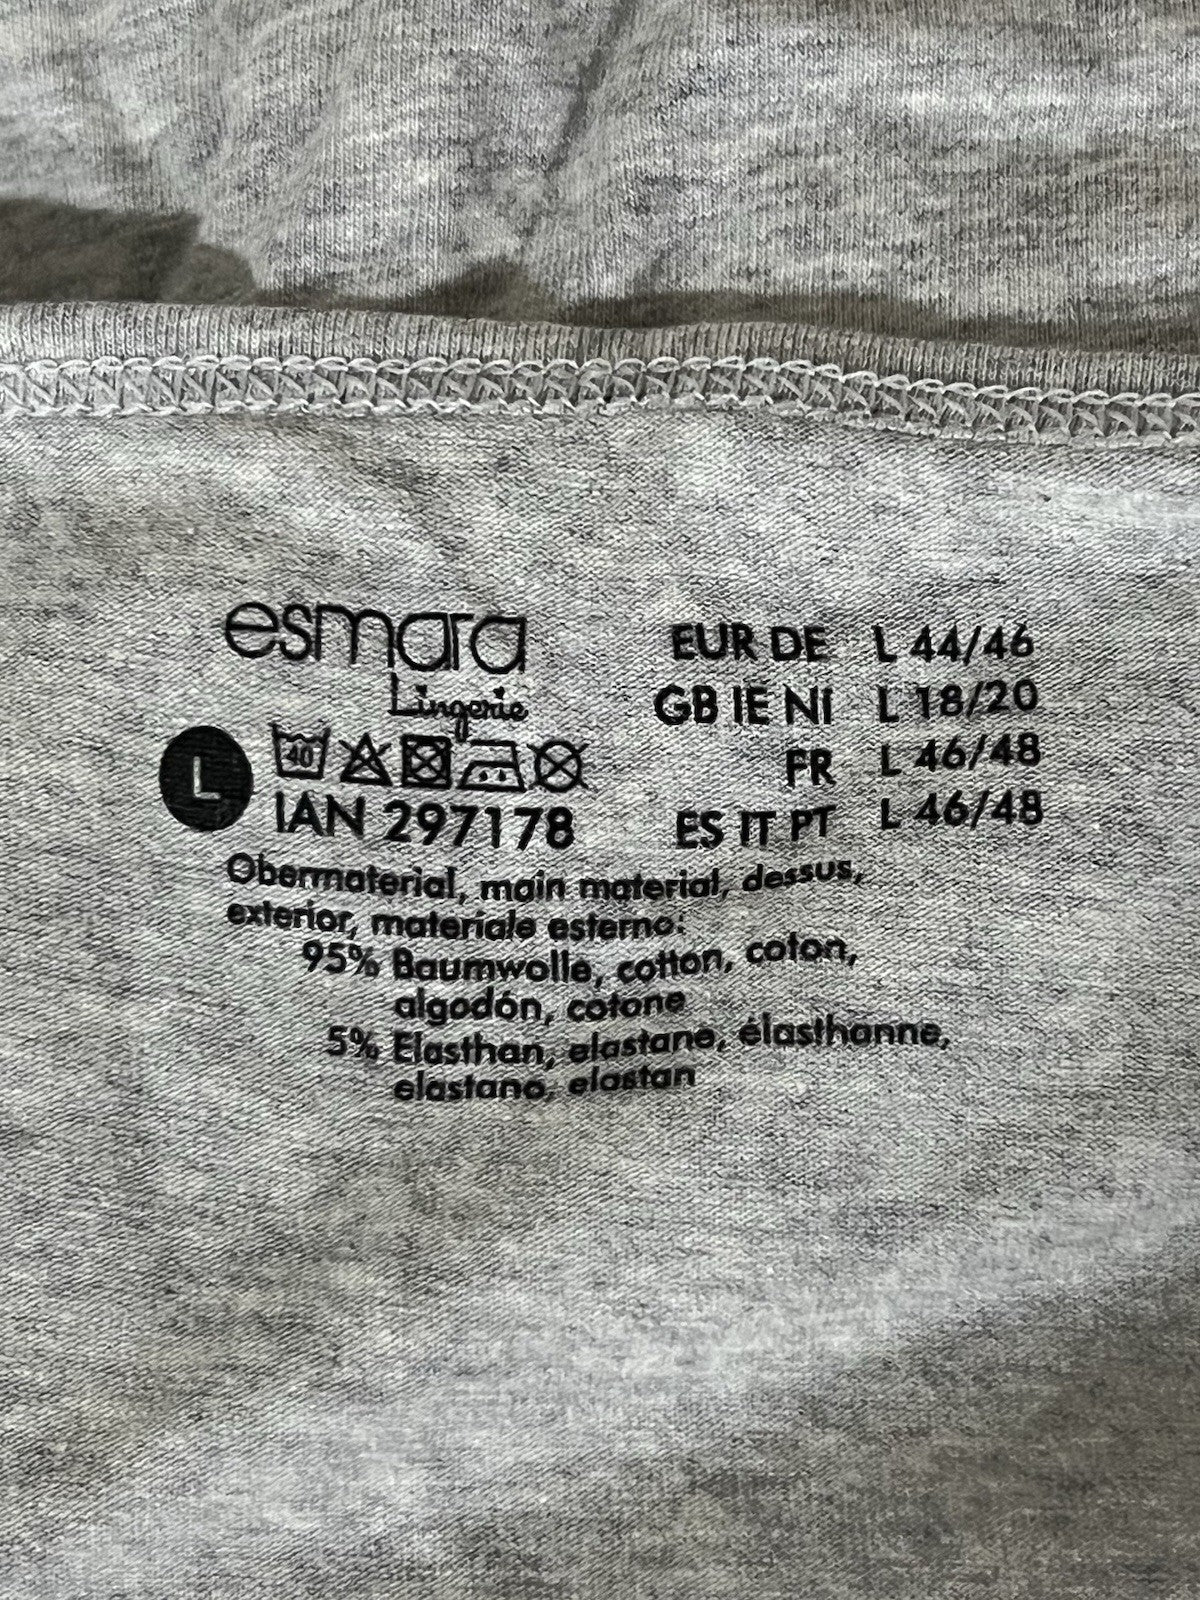 esmara
Lingerie
L
40
IAN 297178
EUR DE L 44/46
GB IE NI L 18/20
FR L 46/48
ES IT PT L 46/48
Obermaterial, main material, dessus,
exterior, materiale esterno:
95% Baumwolle, cotton, coton,
algodón, cotone
5% Elasthan, elastane, élasthanne,
elastano, elastan